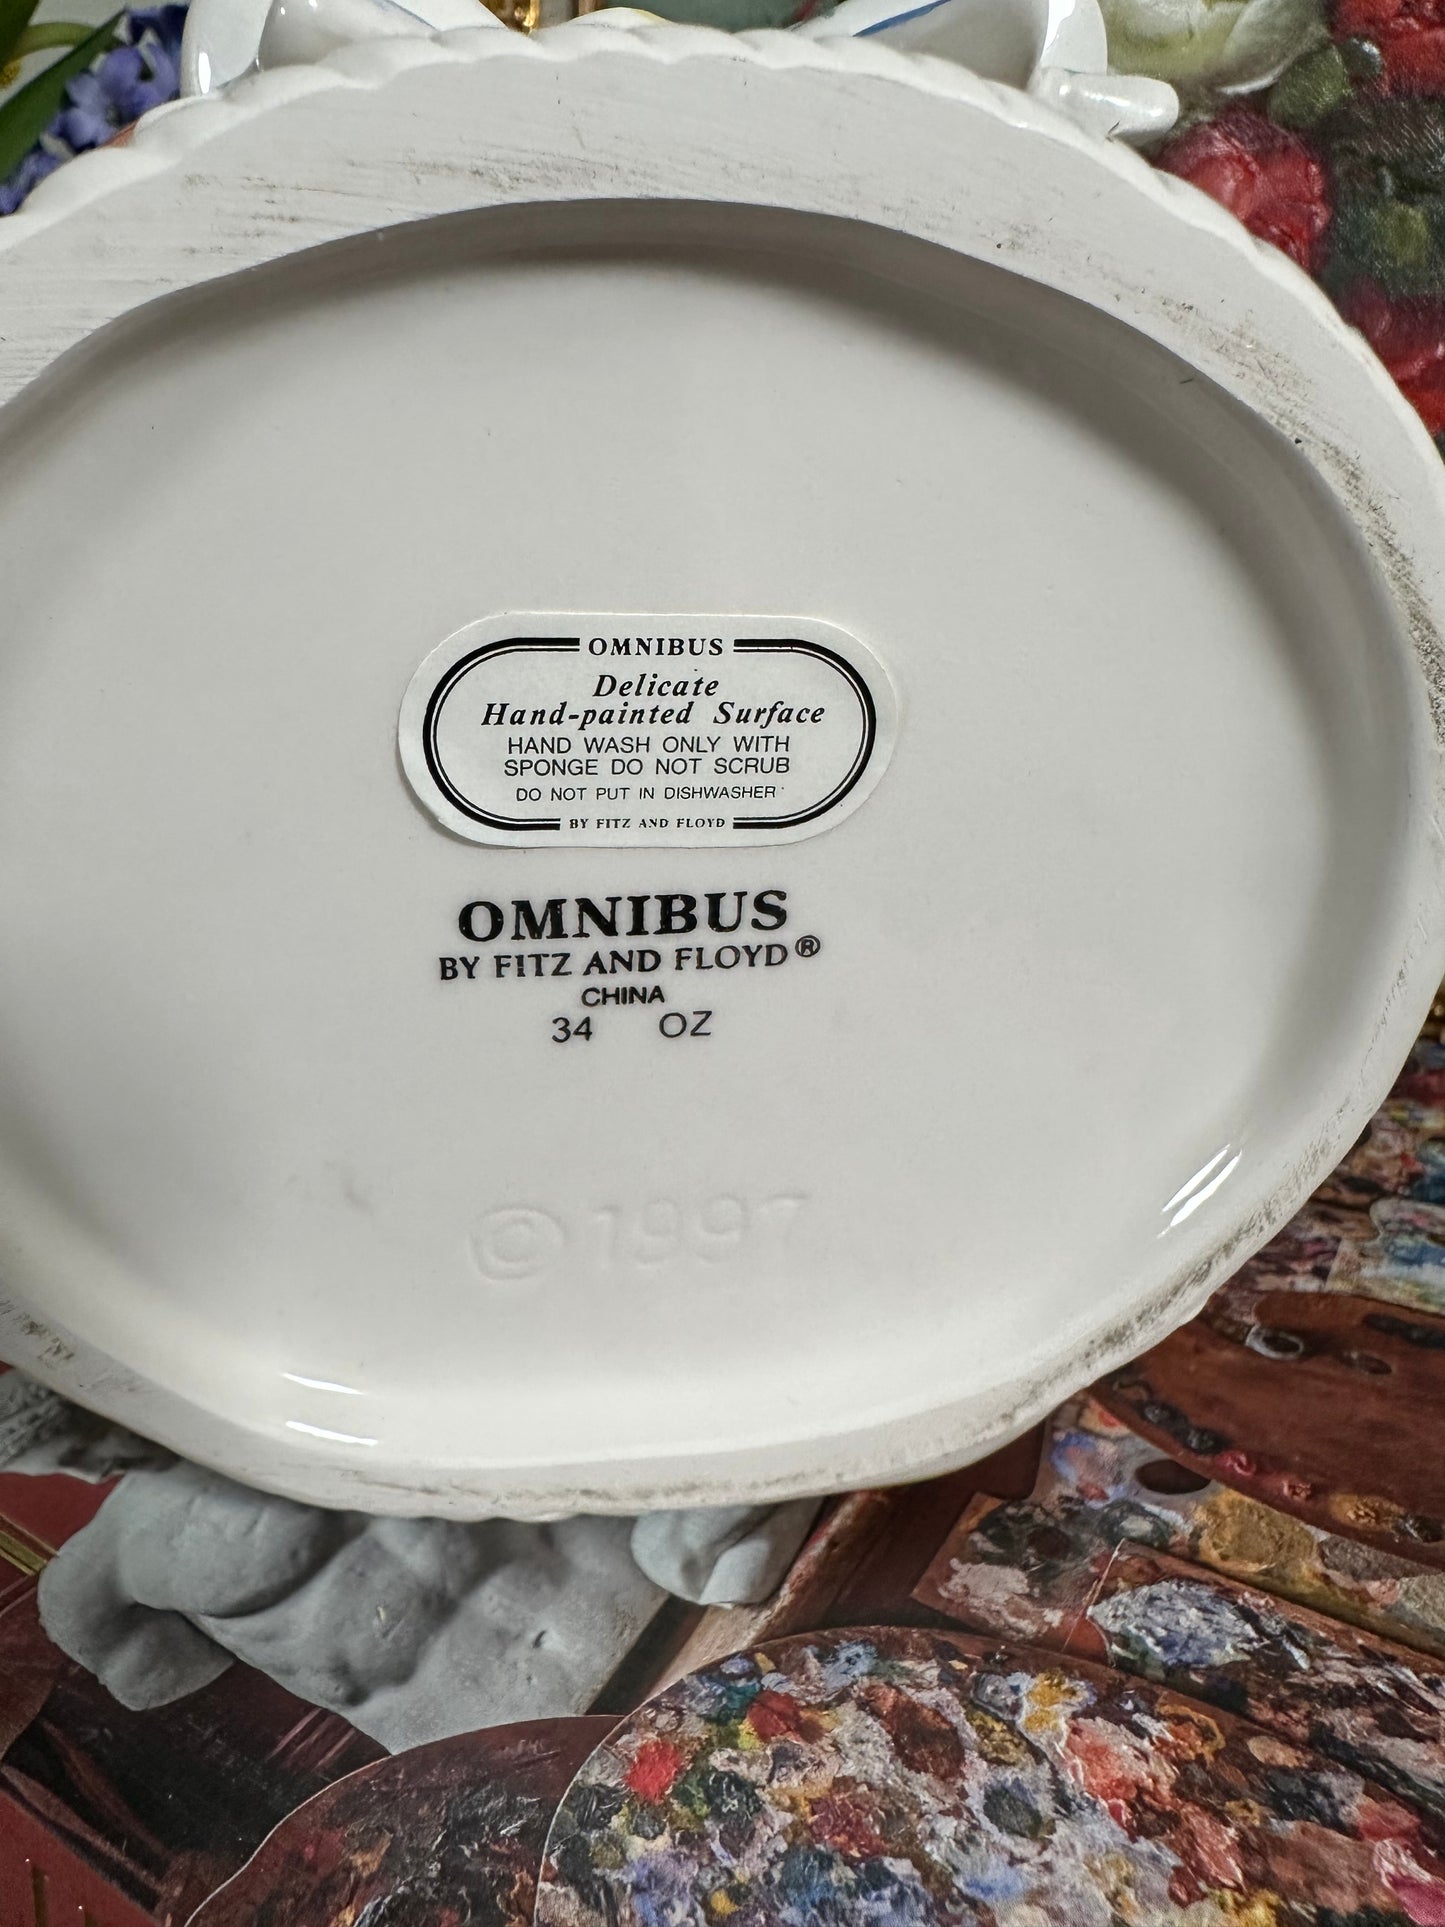 OMNIBUS
Delicate
Hand-painted Surface
HAND WASH ONLY WITH
SPONGE DO NOT SCRUB
DO NOT PUT IN DISHWASHER
BY FITZ AND FLOYD
OMNIBUS
BY FITZ AND FLOYD®
CHINA
34 OZ
©1997